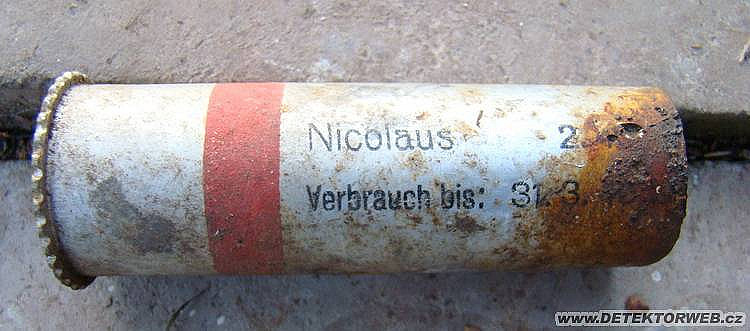 Nicolaus 2
Verbrauch bis: 31.3.
www.DETEKTORWEB.cz